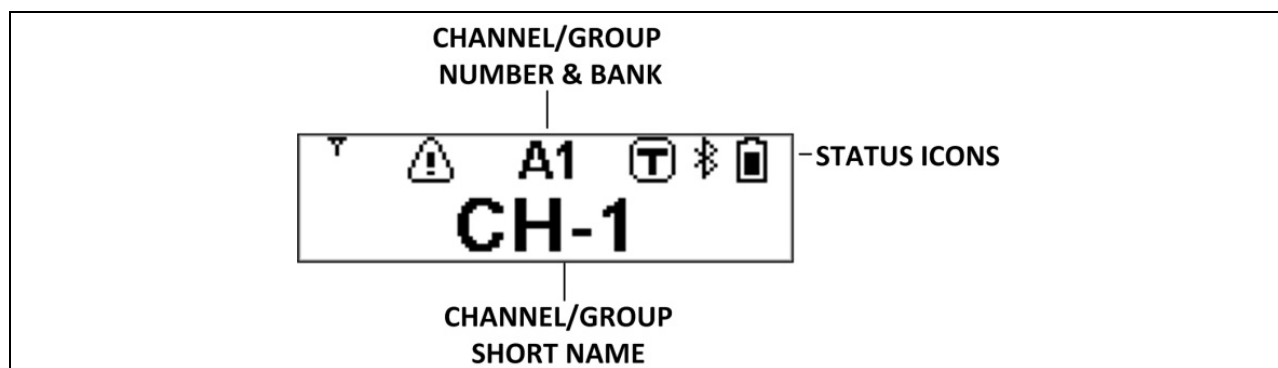 CHANNEL/GROUP
NUMBER & BANK
A1
T
STATUS ICONS
CH-1
CHANNEL/GROUP
SHORT NAME